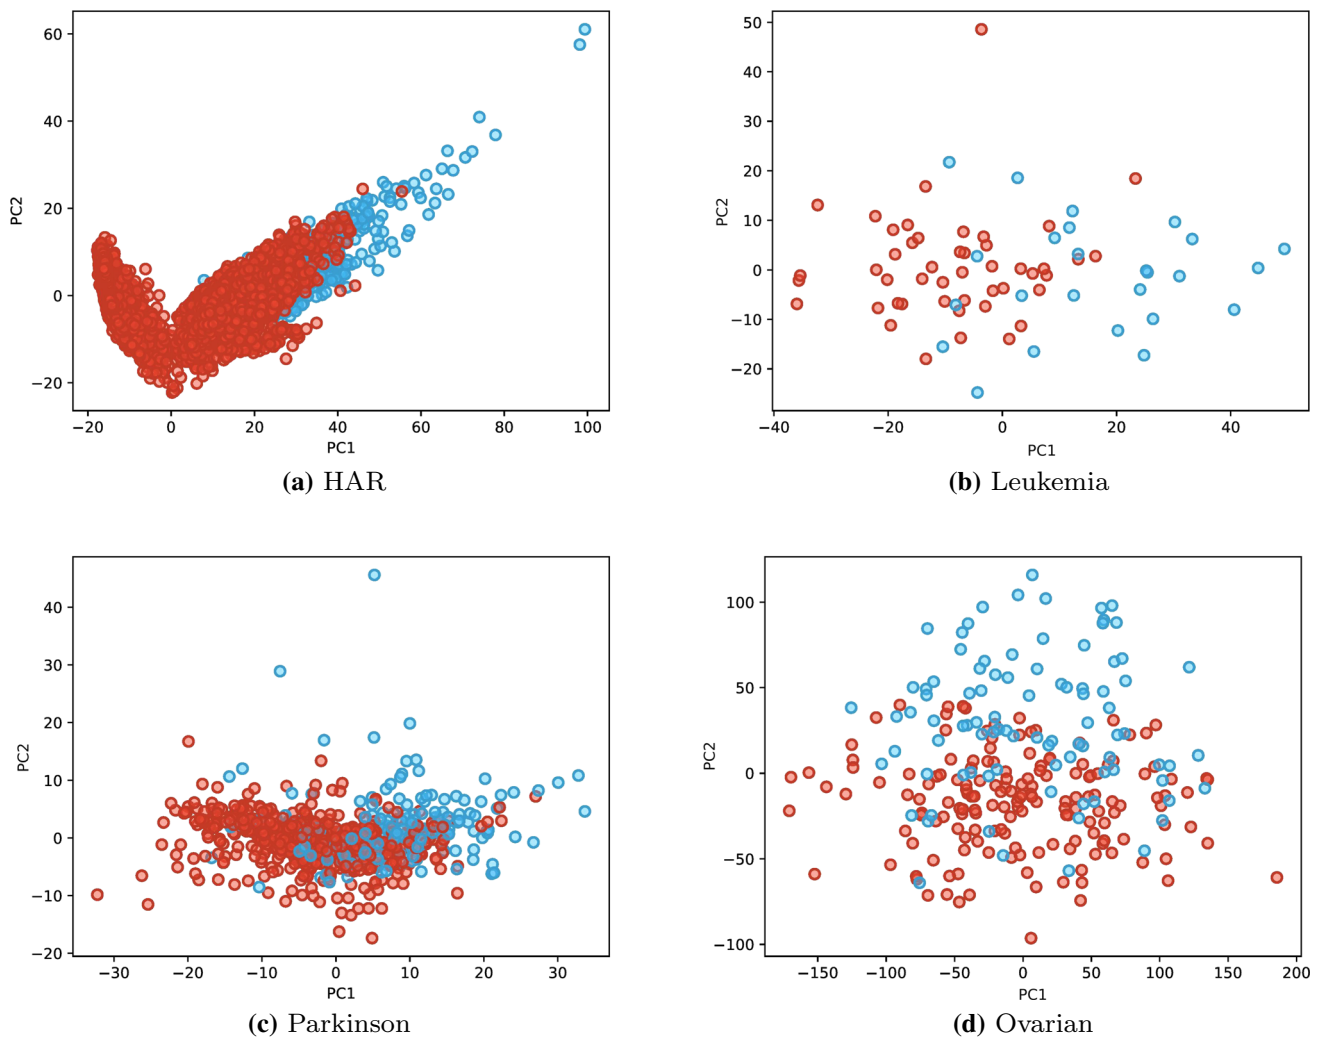 60
40
20
0
−20
PC2
−20 0 20 40 60 80 100
PC1
(a) HAR
50
40
30
20
10
0
−10
−20
PC2
−40 −20 0 20 40
PC1
(b) Leukemia
40
30
20
10
0
−10
−20
PC2
−30 −20 −10 0 10 20 30
PC1
(c) Parkinson
100
50
0
−50
−100
PC2
−150 −100 −50 0 50 100 150 200
PC1
(d) Ovarian